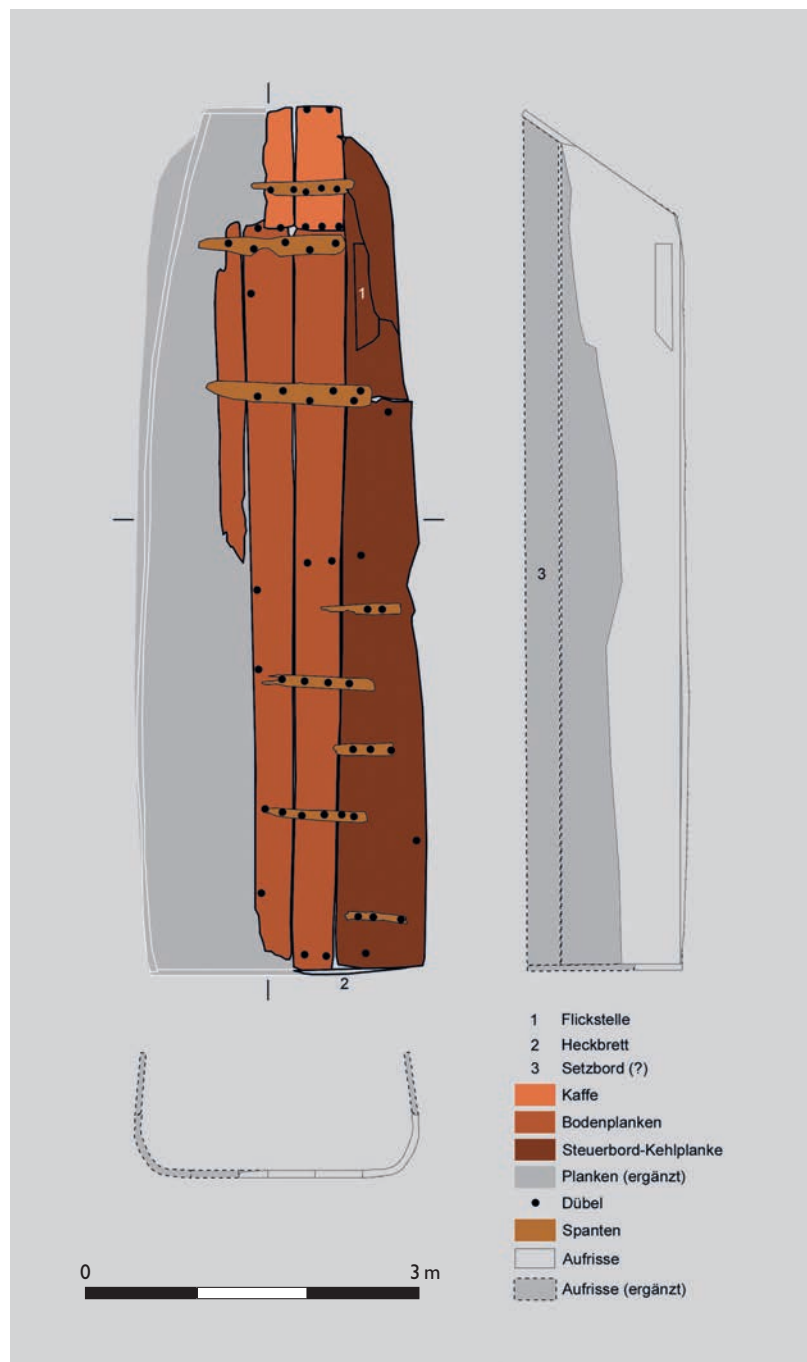 1
3
2
1 Flickstelle
2 Heckbrett
3 Setzbord (?)
Kaffe
Bodenplanken
Steuerbord-Kehlplanke
Planken (ergänzt)
Dübel
Spanten
Aufrisse
Aufrisse (ergänzt)
0 3 m